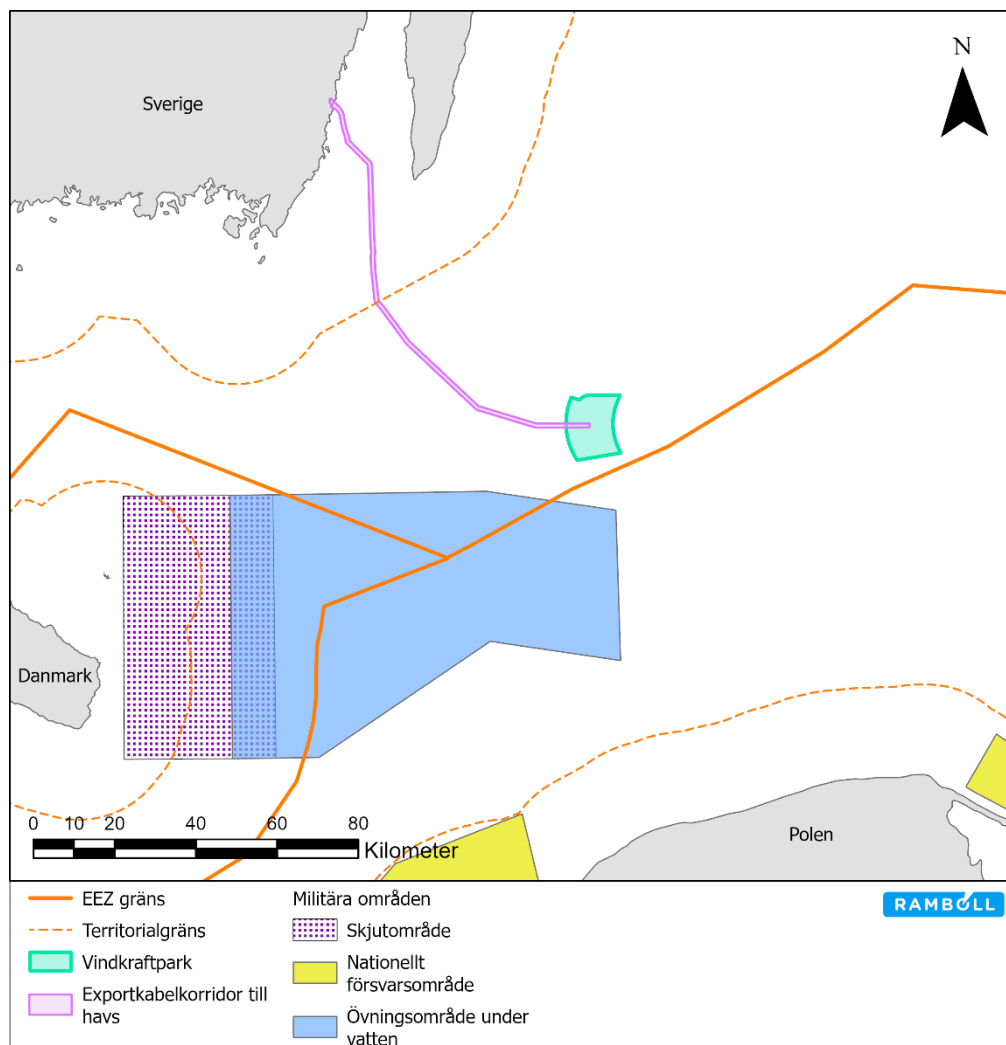 N
Sverige
Danmark
Polen
0 10 20 40 60 80
Kilometer
EEZ gräns
Territorialgräns
Vindkraftpark
Exportkabelkorridor till
havs
Militära områden
Skjutområde
Nationellt
försvarsområde
Övningsområde under
vatten
RAMBOLL